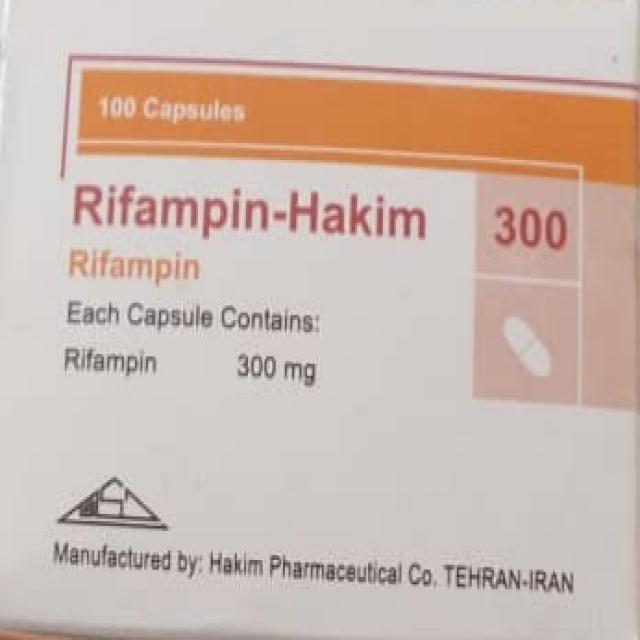 100 Capsules
Rifampin-Hakim 300
Rifampin
Each Capsule Contains:
Rifampin 300 mg
Manufactured by: Hakim Pharmaceutical Co. TEHRAN-IRAN